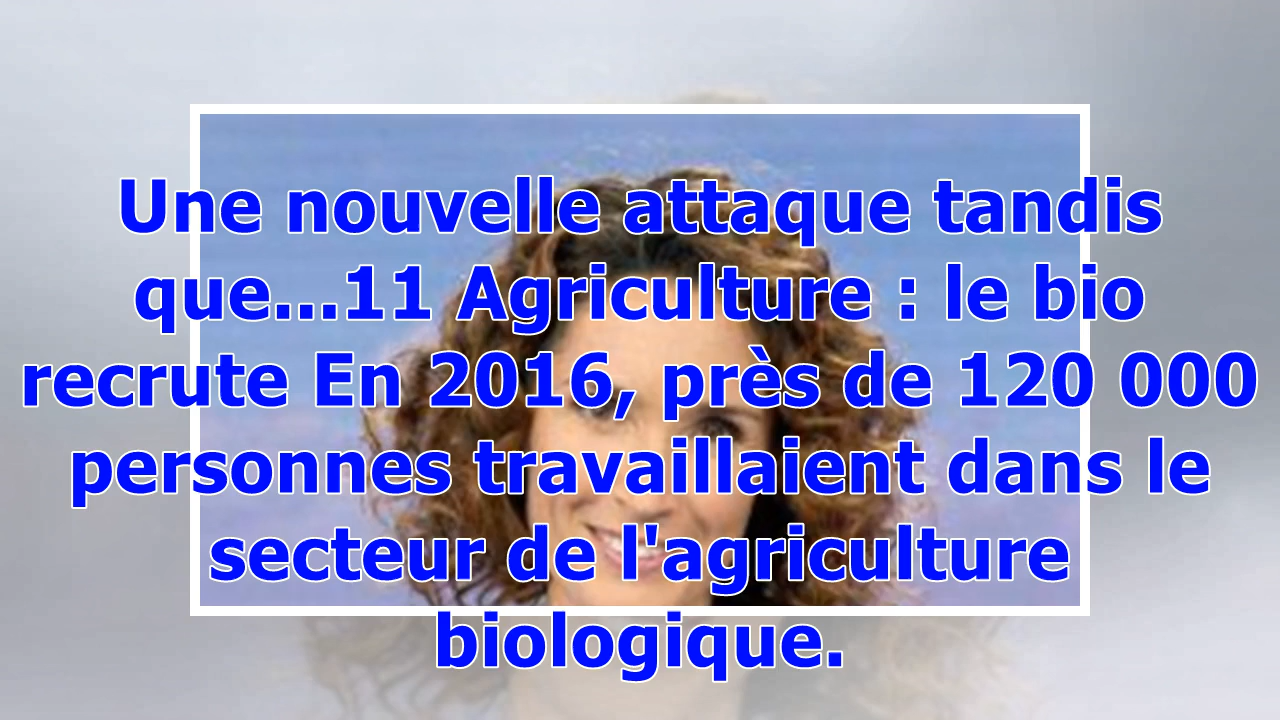 Une nouvelle attaque tandis
que...11 Agriculture : le bio
recrute En 2016, près de 120 000
personnes travaillaient dans le
secteur de l'agriculture
biologique.